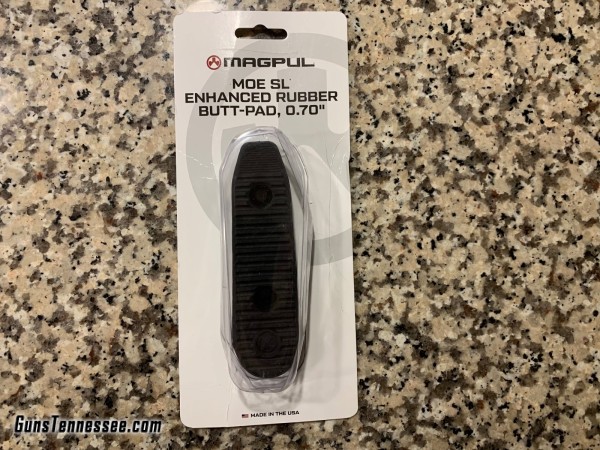 MAGPUL
MOE SL
ENHANCED RUBBER
BUTT-PAD, 0.70"
MADE IN THE USA
GunsTennessee.com